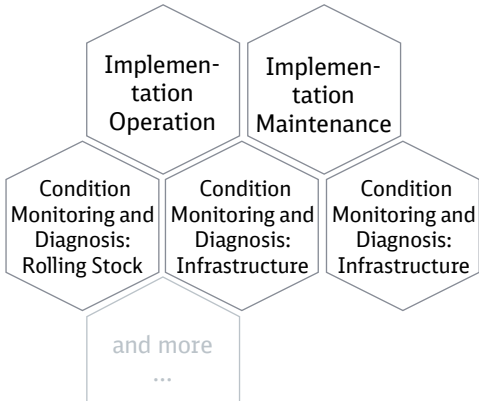 Implemen-
tation
Operation
Implemen-
tation
Maintenance
Condition
Monitoring and
Diagnosis:
Rolling Stock
Condition
Monitoring and
Diagnosis:
Infrastructure
Condition
Monitoring and
Diagnosis:
Infrastructure
and more
...